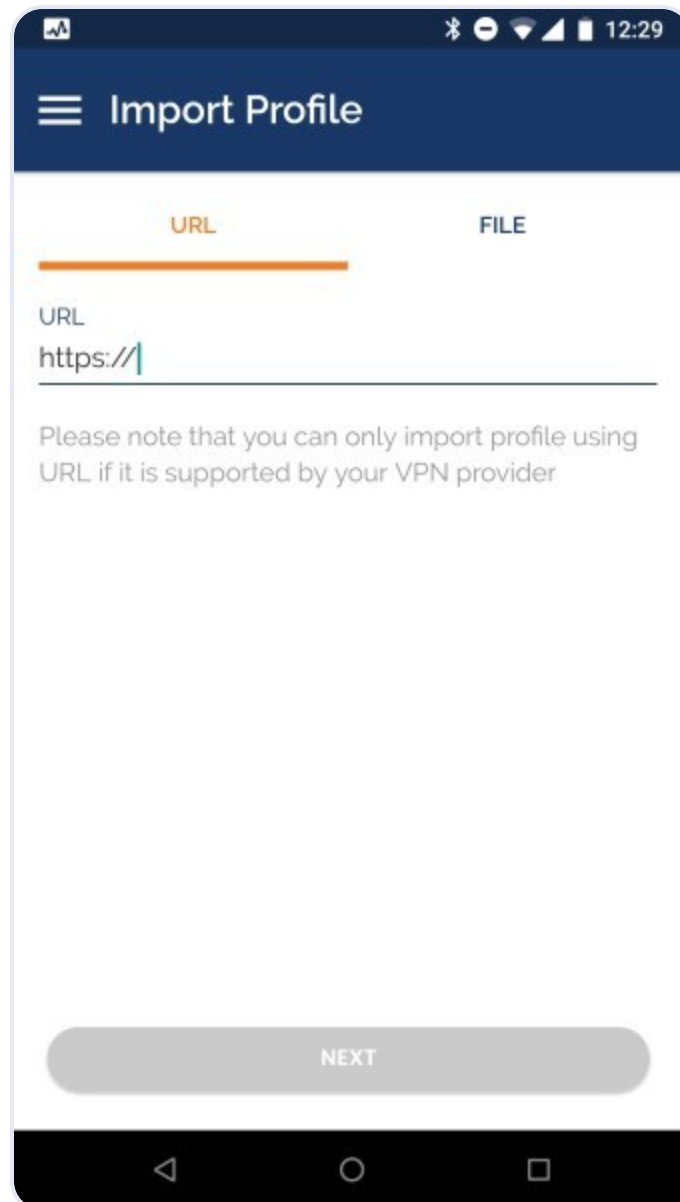 12:29
Import Profile
URL
FILE
URL
https://
Please note that you can only import profile using
URL if it is supported by your VPN provider
NEXT